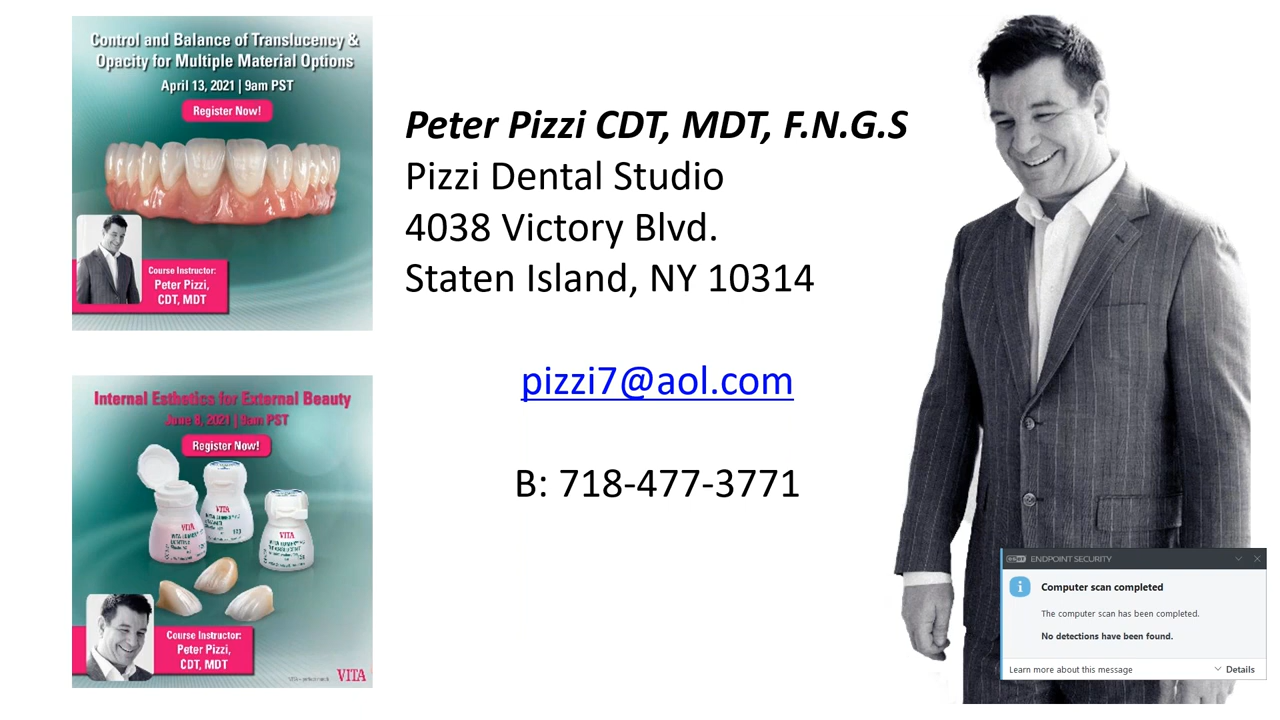 Control and Balance of Translucency &
Opacity for Multiple Material Options
April 13, 2021 | 9am PST
Register Now!
Course Instructor:
Peter Pizzi,
CDT, MDT
Peter Pizzi CDT, MDT, F.N.G.S
Pizzi Dental Studio
4038 Victory Blvd.
Staten Island, NY 10314
pizzi7@aol.com
B: 718-477-3771
Internal Esthetics for External Beauty
June 8, 2021 | 9am PST
Register Now!
VITA
VITA
VITA
Course Instructor:
Peter Pizzi,
CDT, MDT
VITA
eset ENDPOINT SECURITY
Computer scan completed
The computer scan has been completed.
No detections have been found.
Learn more about this message
Details